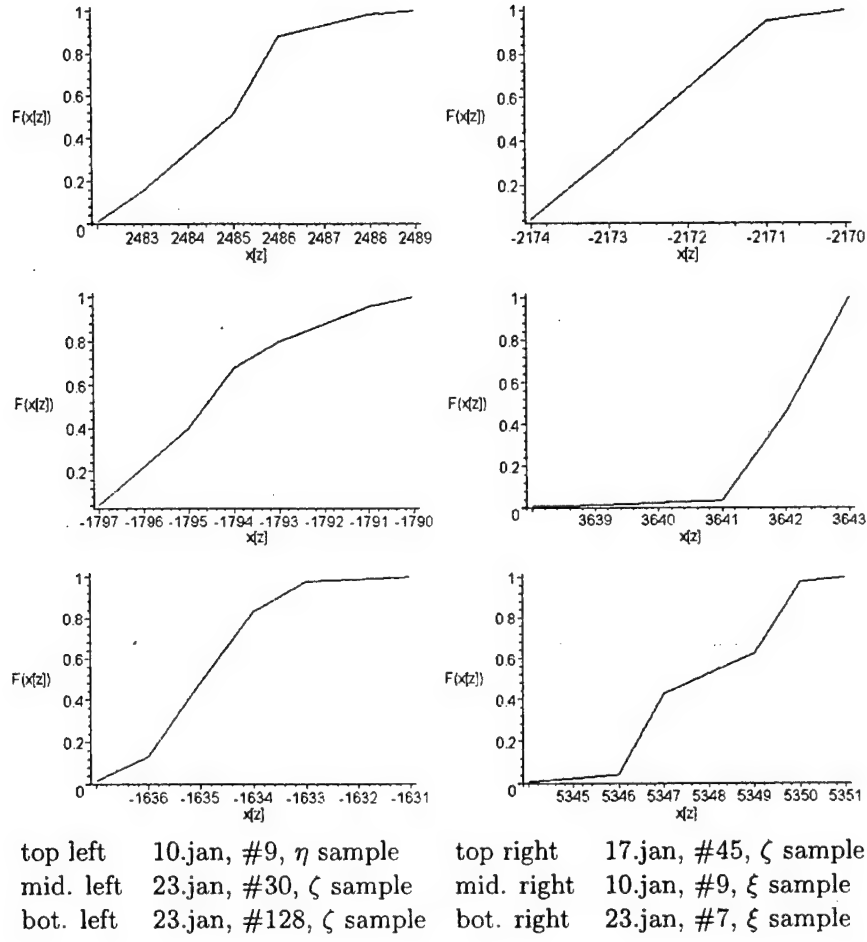 1
0.8
0.6
F(x[z])
0.4
0.2
0
2483 2484 2485 2486 2487 2488 2489
x[z]
1
0.8
0.6
F(x[z])
0.4
0.2
0
-2174 -2173 -2172 -2171 -2170
x[z]
1
0.8
0.6
F(x[z])
0.4
0.2
0
-1797 -1796 -1795 -1794 -1793 -1792 -1791 -1790
x[z]
1
0.8
0.6
F(x[z])
0.4
0.2
0
3639 3640 3641 3642 3643
x[z]
1
0.8
0.6
F(x[z])
0.4
0.2
0
-1636 -1635 -1634 -1633 -1632 -1631
x[z]
1
0.8
0.6
F(x[z])
0.4
0.2
0
5345 5346 5347 5348 5349 5350 5351
x[z]
top left 10.jan, #9, η sample top right 17.jan, #45, ζ sample
mid. left 23.jan, #30, ζ sample mid. right 10.jan, #9, ξ sample
bot. left 23.jan, #128, ζ sample bot. right 23.jan, #7, ξ sample